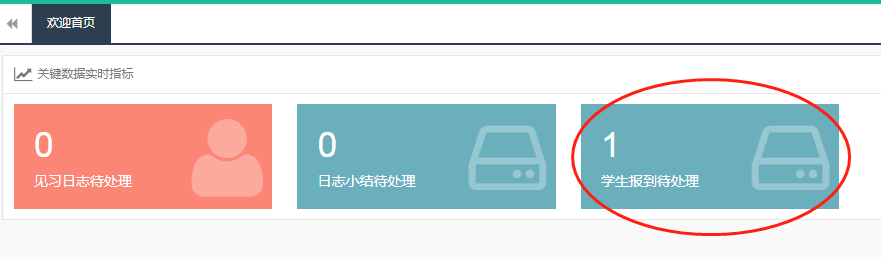 欢迎首页
关键数据实时指标
0
见习日志待处理
0
日志小结待处理
1
学生报到待处理